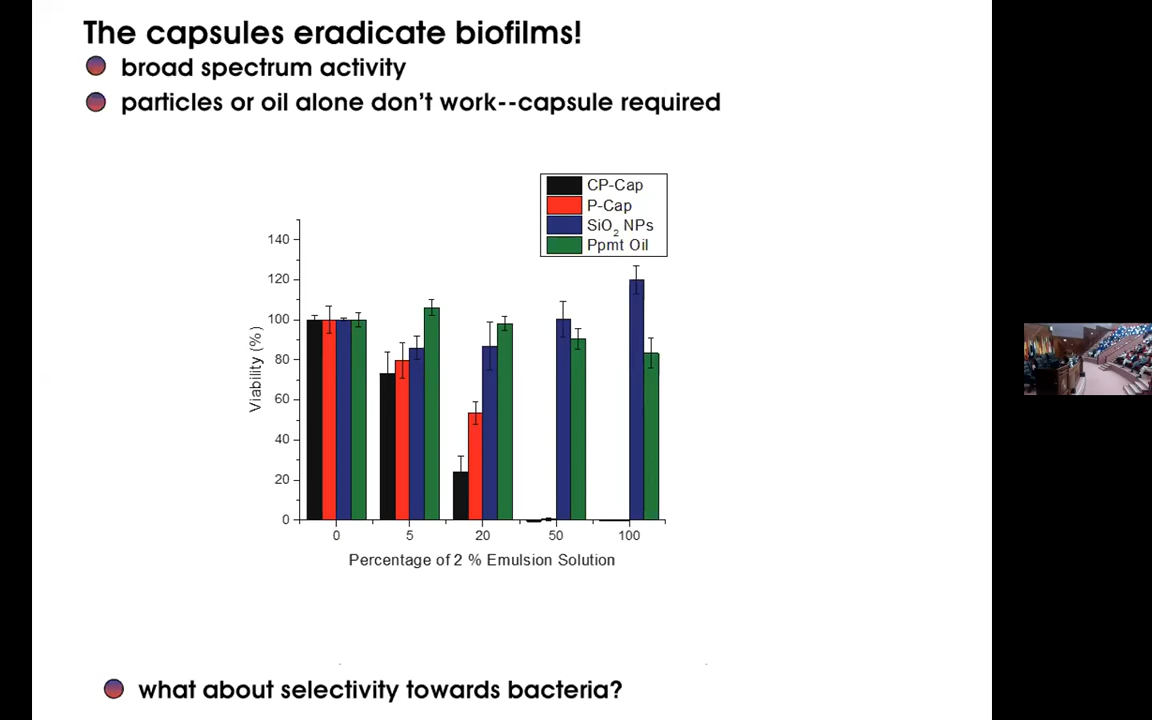 The capsules eradicate biofilms!
broad spectrum activity
particles or oil alone don't work--capsule required
CP-Cap
P-Cap
SiO₂ NPs
Ppmt Oil
140
120
100
80
60
40
20
0
Viability (%)
0 5 20 50 100
Percentage of 2 % Emulsion Solution
what about selectivity towards bacteria?